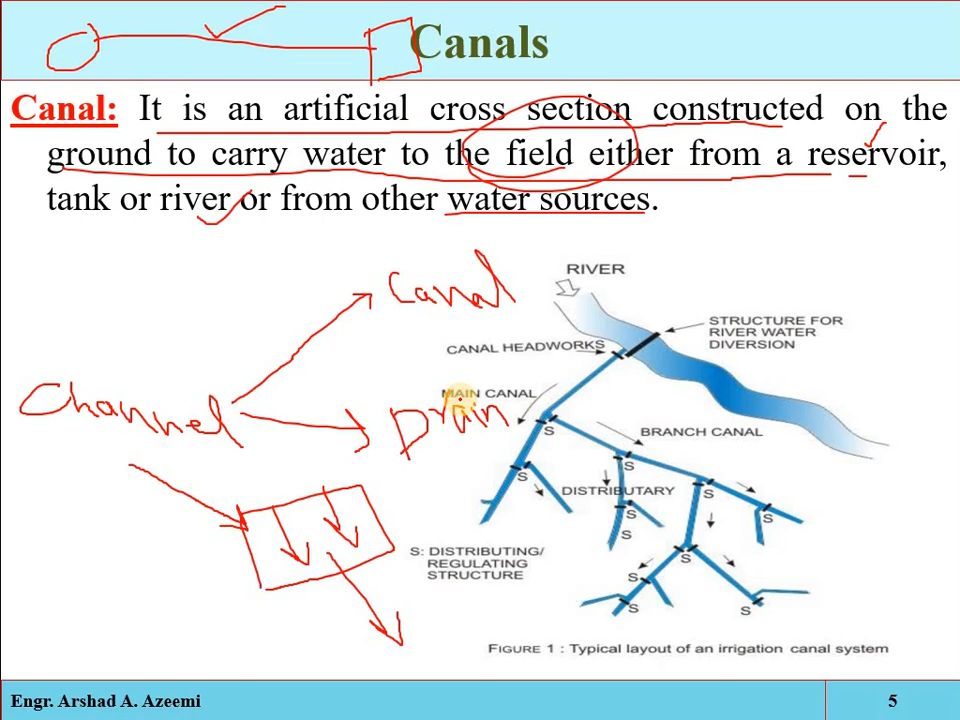 Canals
Canal: It is an artificial cross section constructed on the
ground to carry water to the field either from a reservoir,
tank or river or from other water sources.
Canal
Channel
Drain
RIVER
STRUCTURE FOR
RIVER WATER
DIVERSION
CANAL HEADWORKS
MAIN CANAL
S
BRANCH CANAL
S
S
S
DISTRIBUTARY
S
S
S
S: DISTRIBUTING/
REGULATING
STRUCTURE
S
S
S
S
FIGURE 1 : Typical layout of an irrigation canal system
Engr. Arshad A. Azeemi
5